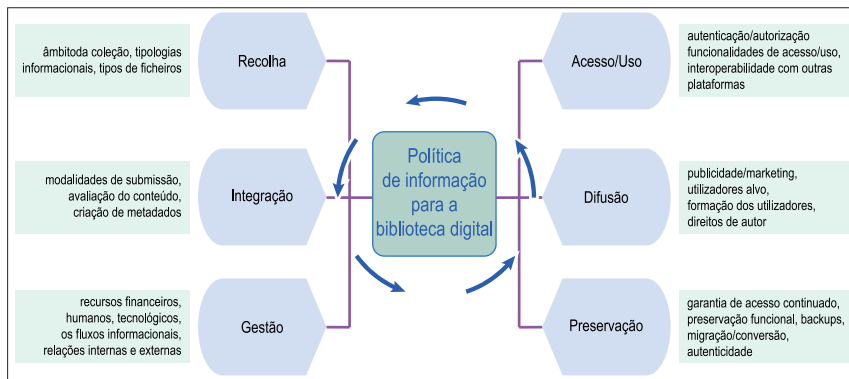 âmbitoda coleção, tipologias
informacionais, tipos de ficheiros
Recolha
modalidades de submissão,
avaliação do conteúdo,
criação de metadados
Integração
recursos financeiros,
humanos, tecnológicos,
os fluxos informacionais,
relações internas e externas
Gestão
Política
de informação
para a
biblioteca digital
Acesso/Uso
autenticação/autorização
funcionalidades de acesso/uso,
interoperabilidade com outras
plataformas
Difusão
publicidade/marketing,
utilizadores alvo,
formação dos utilizadores,
direitos de autor
Preservação
garantia de acesso continuado,
preservação funcional, backups,
migração/conversão,
autenticidade